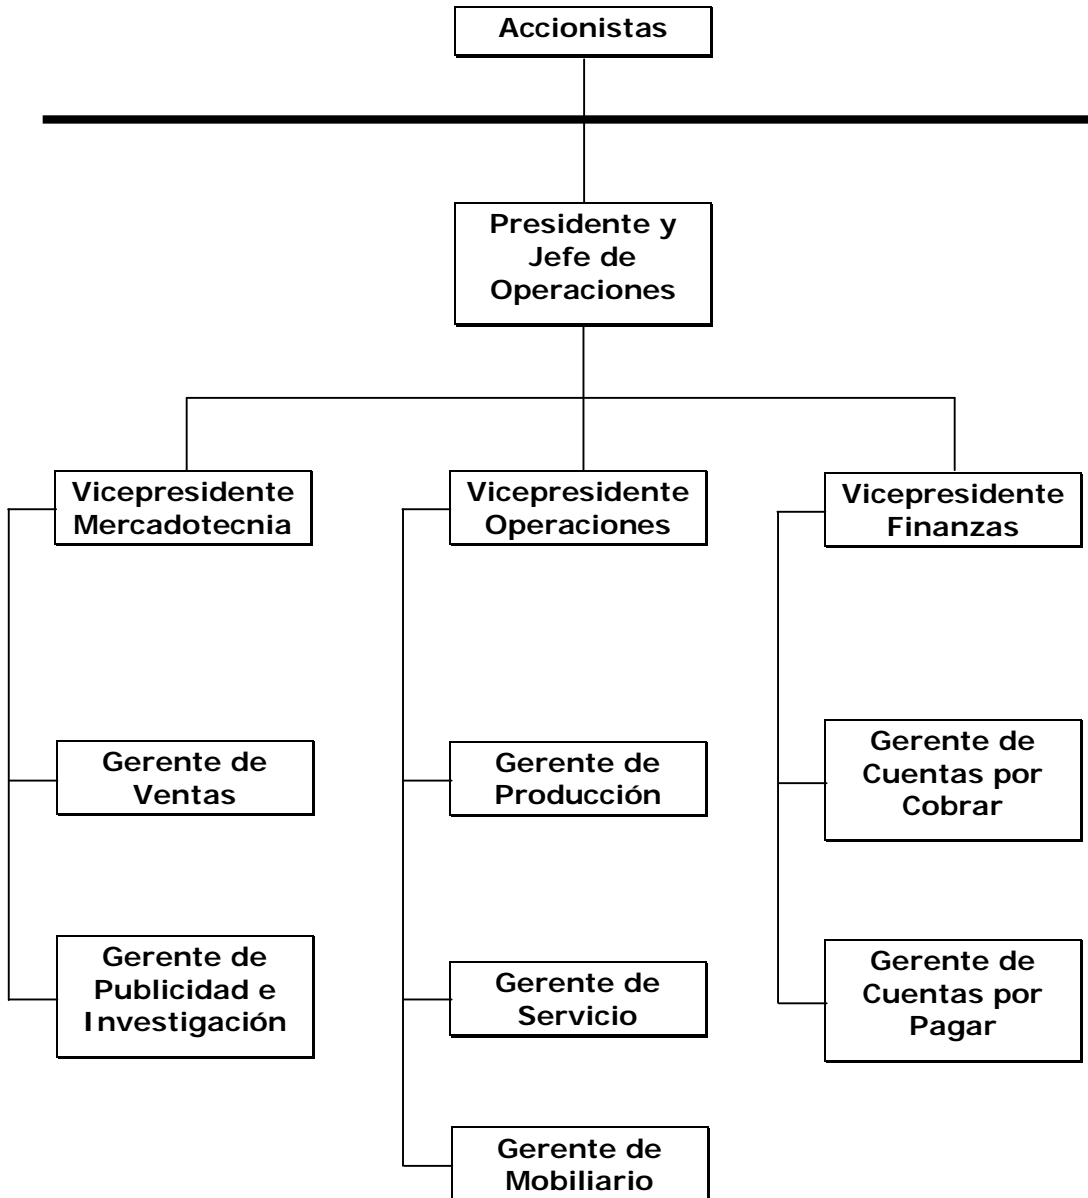 Accionistas
Presidente y
Jefe de
Operaciones
Vicepresidente
Mercadotecnia
Vicepresidente
Operaciones
Vicepresidente
Finanzas
Gerente de
Ventas
Gerente de
Producción
Gerente de
Cuentas por
Cobrar
Gerente de
Publicidad e
Investigación
Gerente de
Servicio
Gerente de
Cuentas por
Pagar
Gerente de
Mobiliario